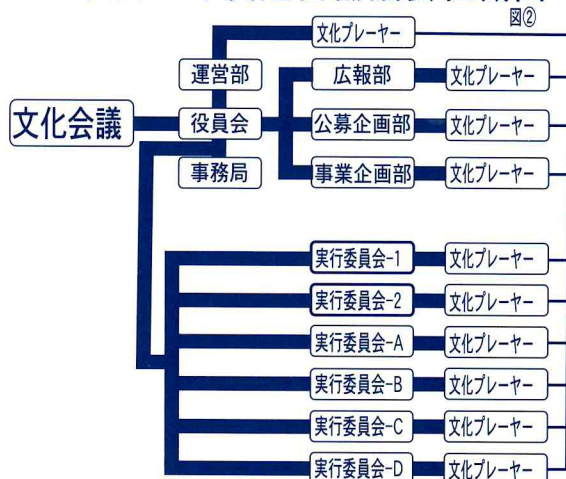 図②
文化プレーヤー
運営部
広報部
文化プレーヤー
文化会議
役員会
公募企画部
文化プレーヤー
事務局
事業企画部
文化プレーヤー
実行委員会-1
文化プレーヤー
実行委員会-2
文化プレーヤー
実行委員会-A
文化プレーヤー
実行委員会-B
文化プレーヤー
実行委員会-C
文化プレーヤー
実行委員会-D
文化プレーヤー